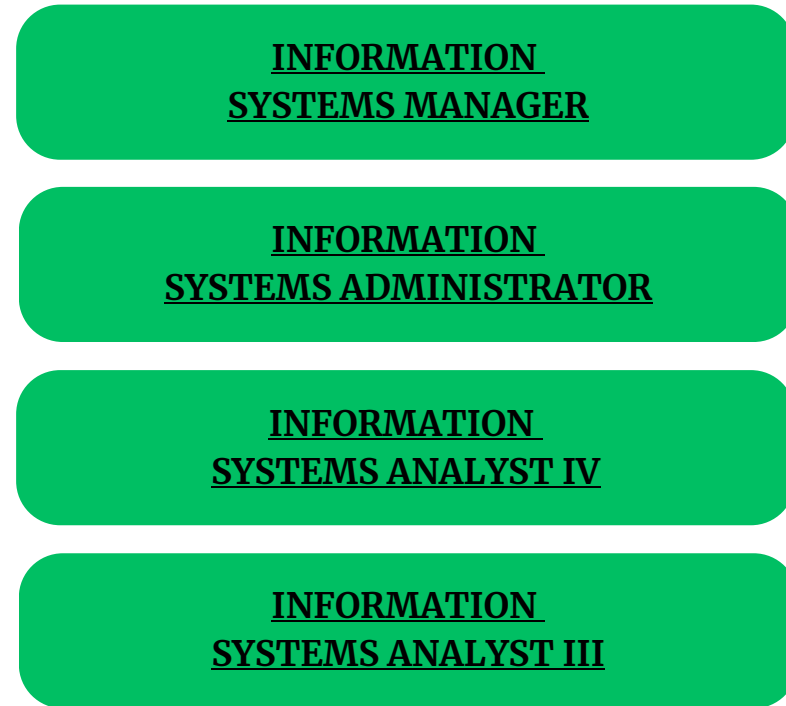 INFORMATION
SYSTEMS MANAGER
INFORMATION
SYSTEMS ADMINISTRATOR
INFORMATION
SYSTEMS ANALYST IV
INFORMATION
SYSTEMS ANALYST III